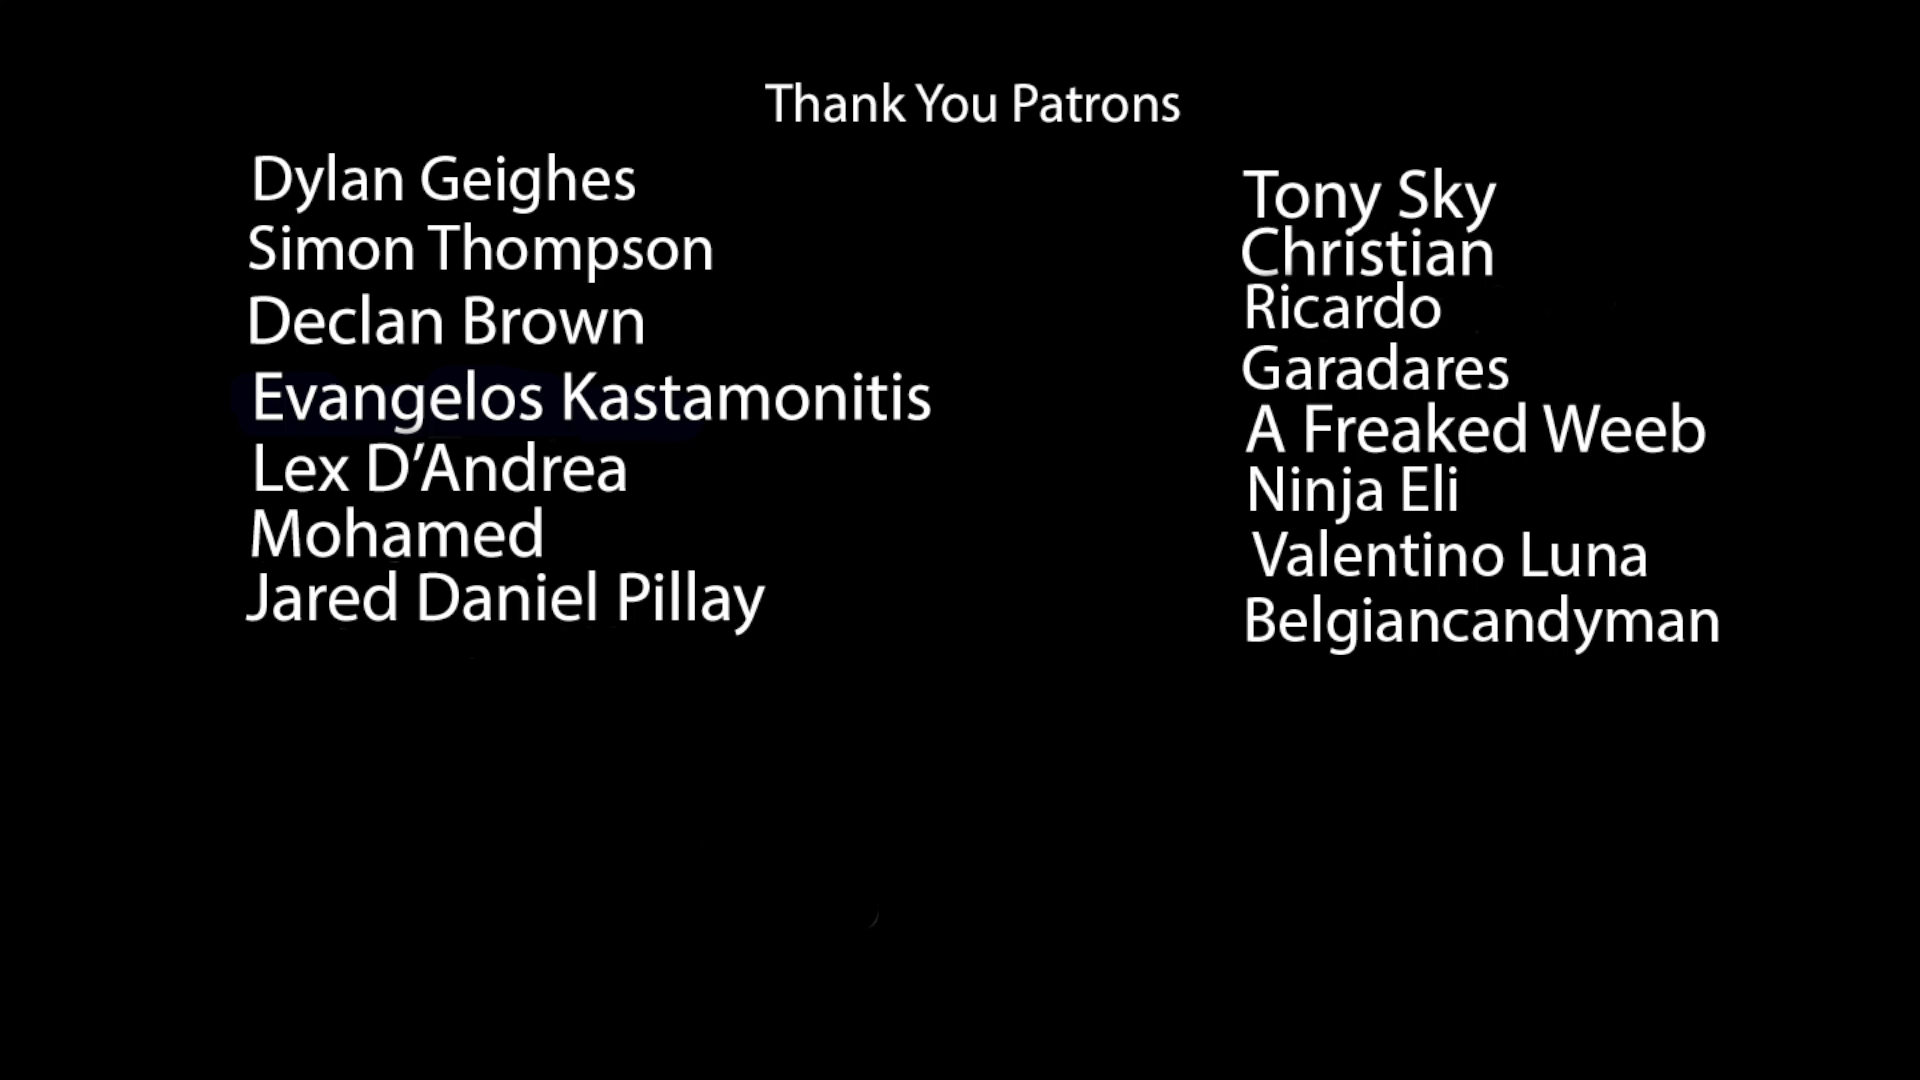 Thank You Patrons
Dylan Geighes
Simon Thompson
Declan Brown
Evangelos Kastamonitis
Lex D’Andrea
Mohamed
Jared Daniel Pillay
Tony Sky
Christian
Ricardo
Garadares
A Freaked Weeb
Ninja Eli
Valentino Luna
Belgiancandyman